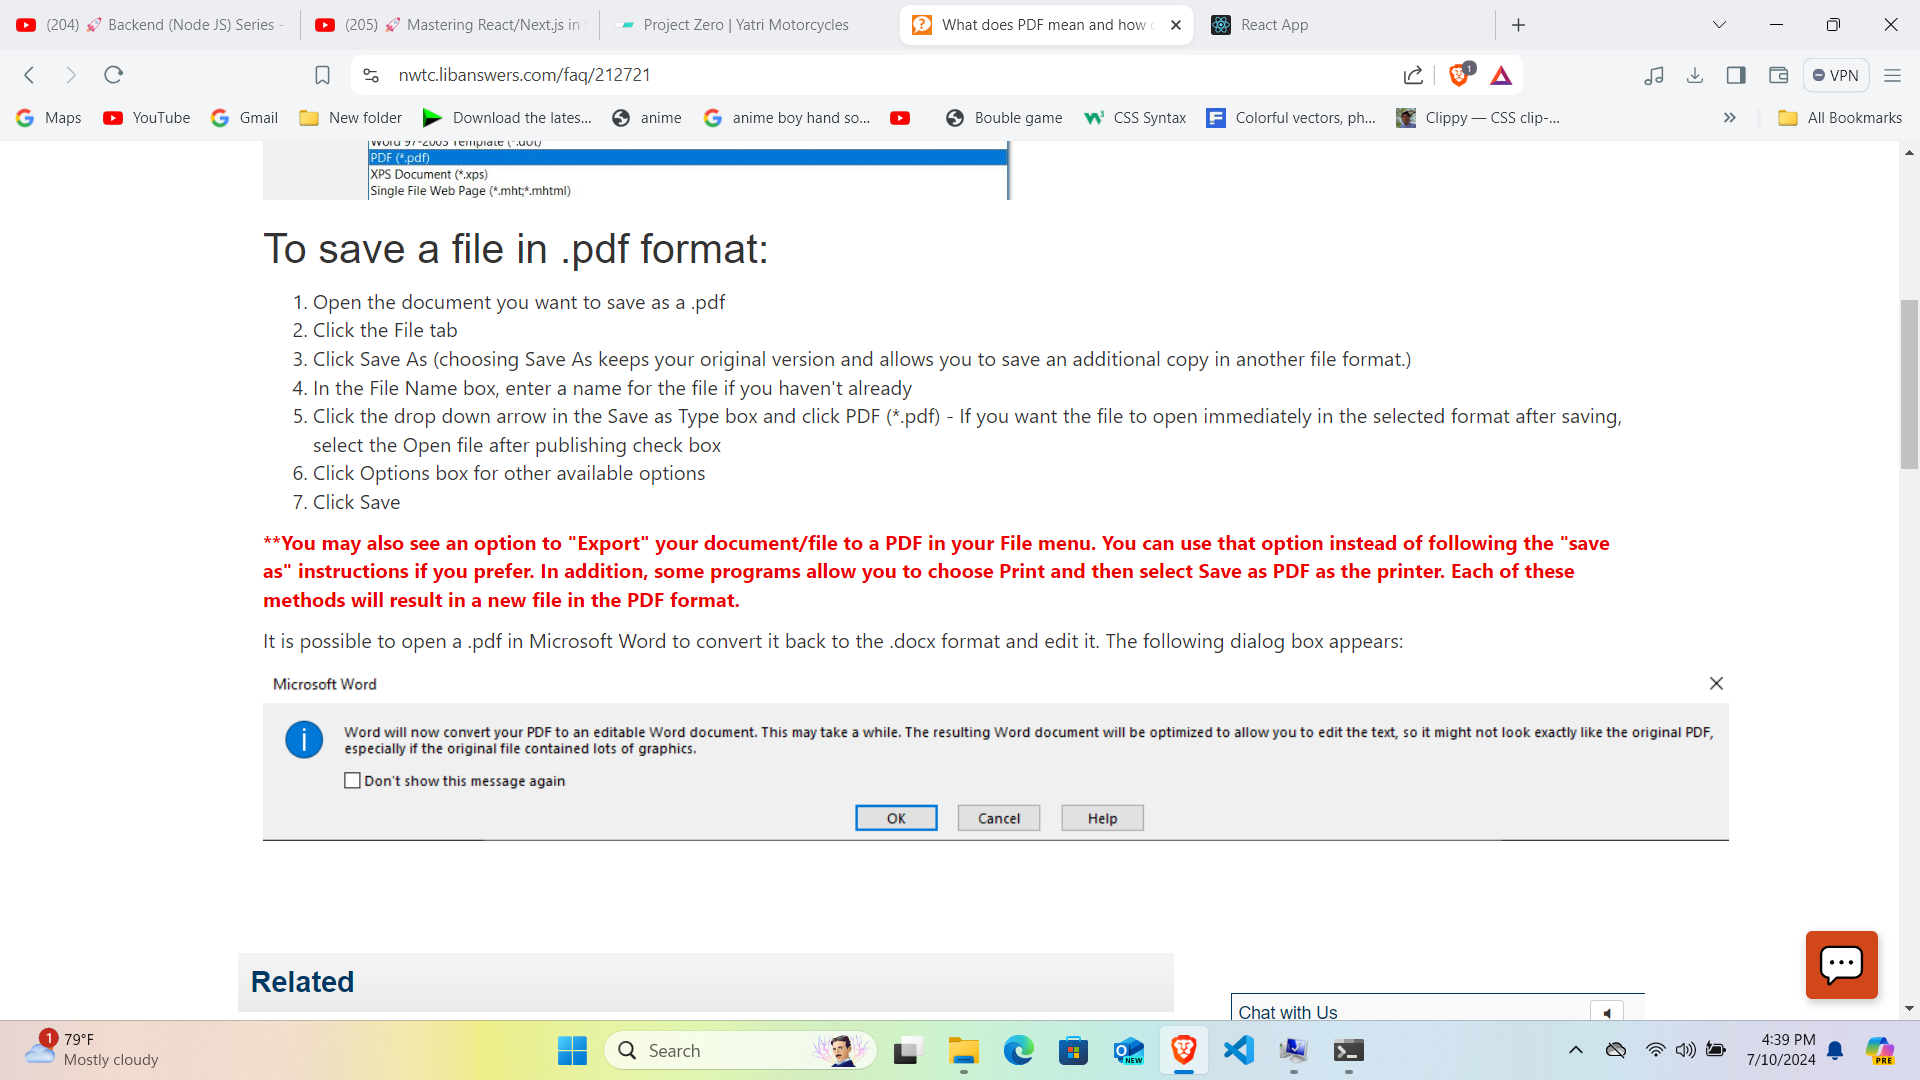 (204) 🚀 Backend (Node JS) Series -
(205) 🚀 Mastering React/Next.js in
Project Zero | Yatri Motorcycles
What does PDF mean and how
React App
nwtc.libanswers.com/faq/212721
1
VPN
Maps
YouTube
Gmail
New folder
Download the lates...
anime
anime boy hand so...
Bouble game
CSS Syntax
Colorful vectors, ph...
Clippy — CSS clip-...
All Bookmarks
Word 97-2003 Template (*.dot)
PDF (*.pdf)
XPS Document (*.xps)
Single File Web Page (*.mht;*.mhtml)
To save a file in .pdf format:
1. Open the document you want to save as a .pdf
2. Click the File tab
3. Click Save As (choosing Save As keeps your original version and allows you to save an additional copy in another file format.)
4. In the File Name box, enter a name for the file if you haven't already
5. Click the drop down arrow in the Save as Type box and click PDF (*.pdf) - If you want the file to open immediately in the selected format after saving,
select the Open file after publishing check box
6. Click Options box for other available options
7. Click Save
**You may also see an option to "Export" your document/file to a PDF in your File menu. You can use that option instead of following the "save
as" instructions if you prefer. In addition, some programs allow you to choose Print and then select Save as PDF as the printer. Each of these
methods will result in a new file in the PDF format.
It is possible to open a .pdf in Microsoft Word to convert it back to the .docx format and edit it. The following dialog box appears:
Microsoft Word
Word will now convert your PDF to an editable Word document. This may take a while. The resulting Word document will be optimized to allow you to edit the text, so it might not look exactly like the original PDF,
especially if the original file contained lots of graphics.
Don't show this message again
OK
Cancel
Help
Related
Chat with Us
1
79°F
Mostly cloudy
Search
NEW
4:39 PM
7/10/2024
PRE